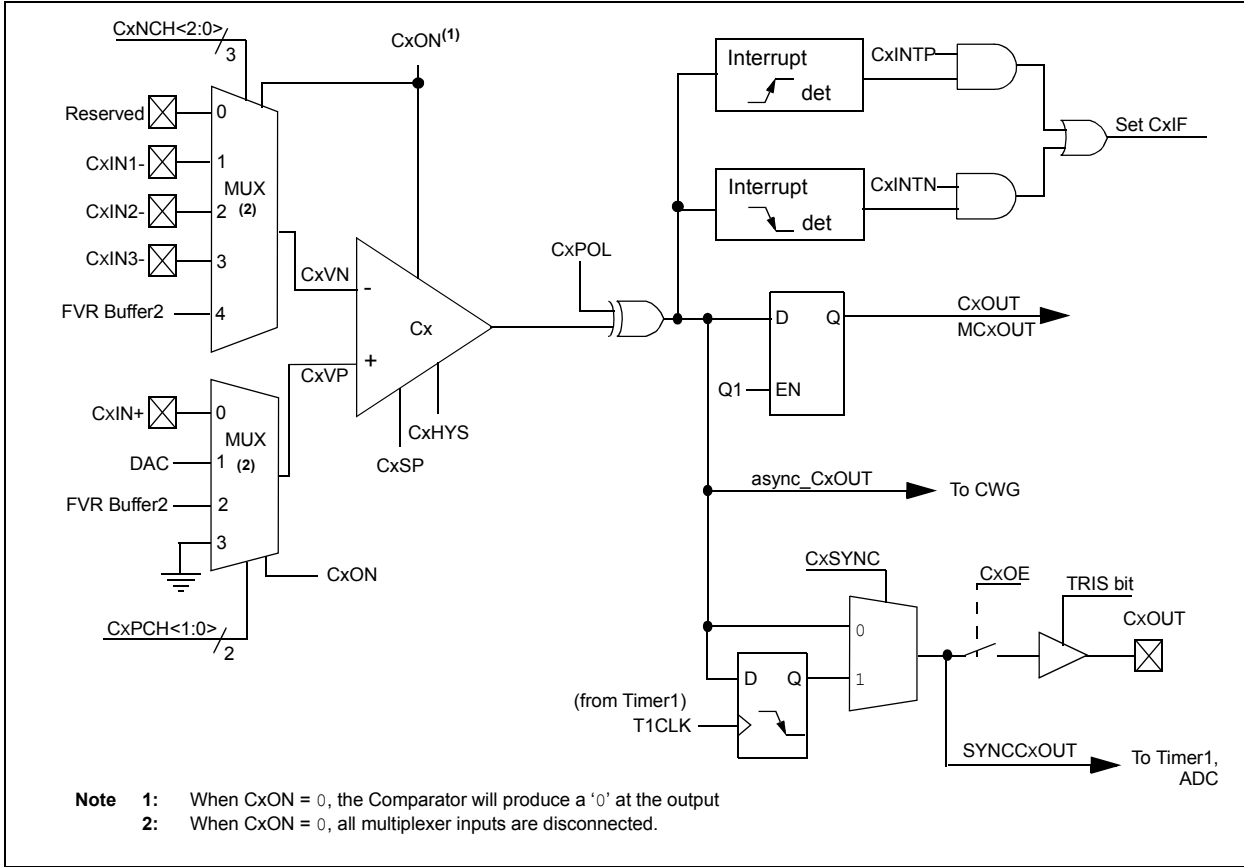 CxNCH<2:0>
3
CxON(1)
Reserved
0
CxIN1-
1
MUX
(2)
CxIN2-
2
CxIN3-
3
FVR Buffer2
4
CxVN
-
Cx
+
CxVP
CxIN+
0
MUX
(2)
DAC
1
FVR Buffer2
2
3
CxON
CxPCH<1:0>
2
CxHYS
CxSP
CxPOL
Interrupt
det
CxINTP
Interrupt
det
CxINTN
Set CxIF
D
Q
Q1
EN
CxOUT
MCxOUT
async_CxOUT
To CWG
CxSYNC
0
1
D
Q
(from Timer1)
T1CLK
CxOE
TRIS bit
CxOUT
SYNCCxOUT
To Timer1,
ADC
Note 1: When CxON = 0, the Comparator will produce a ‘0’ at the output
2: When CxON = 0, all multiplexer inputs are disconnected.